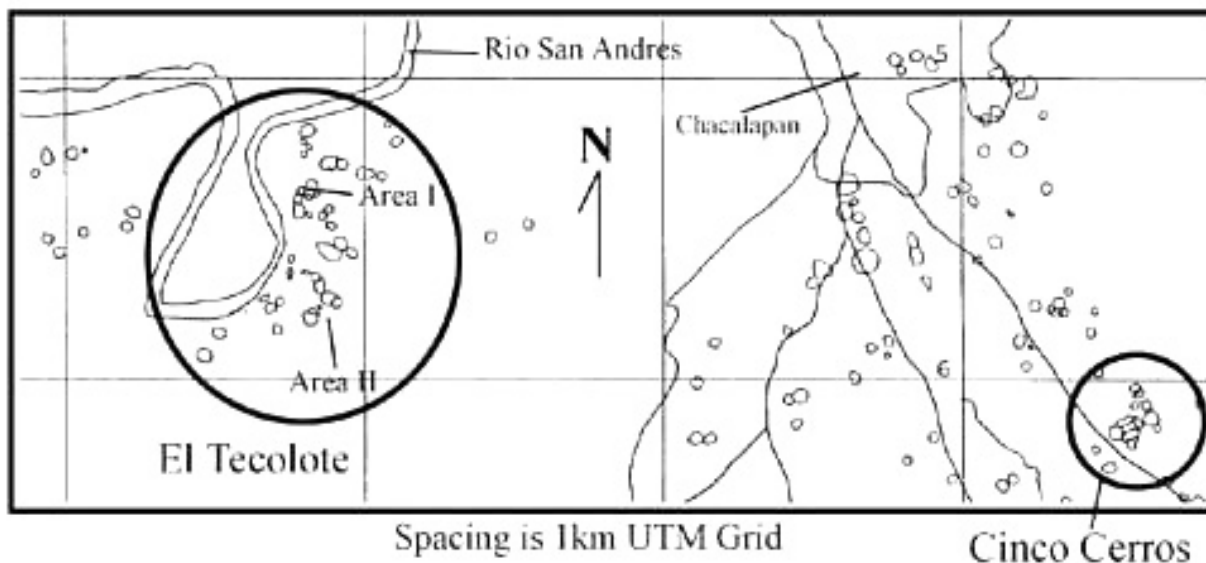 Rio San Andres
5
Chacalapan
N
Area I
Area II
6
El Tecolote
Spacing is 1km UTM Grid
Cinco Cerros